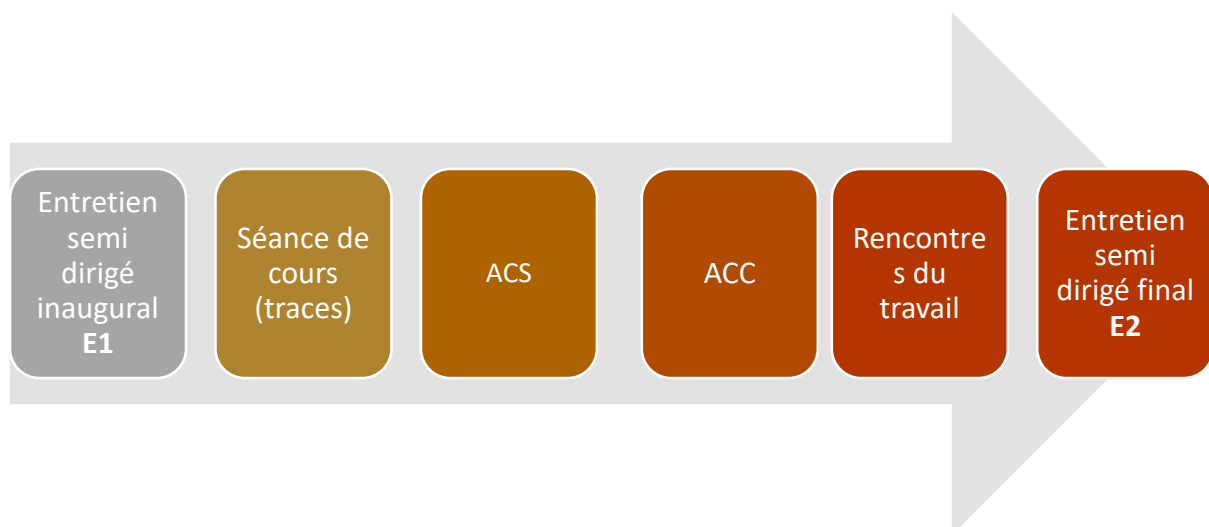 Entretien
semi
dirigé
inaugural
E1
Séance de
cours
(traces)
ACS
ACC
Rencontre
s du
travail
Entretien
semi
dirigé final
E2